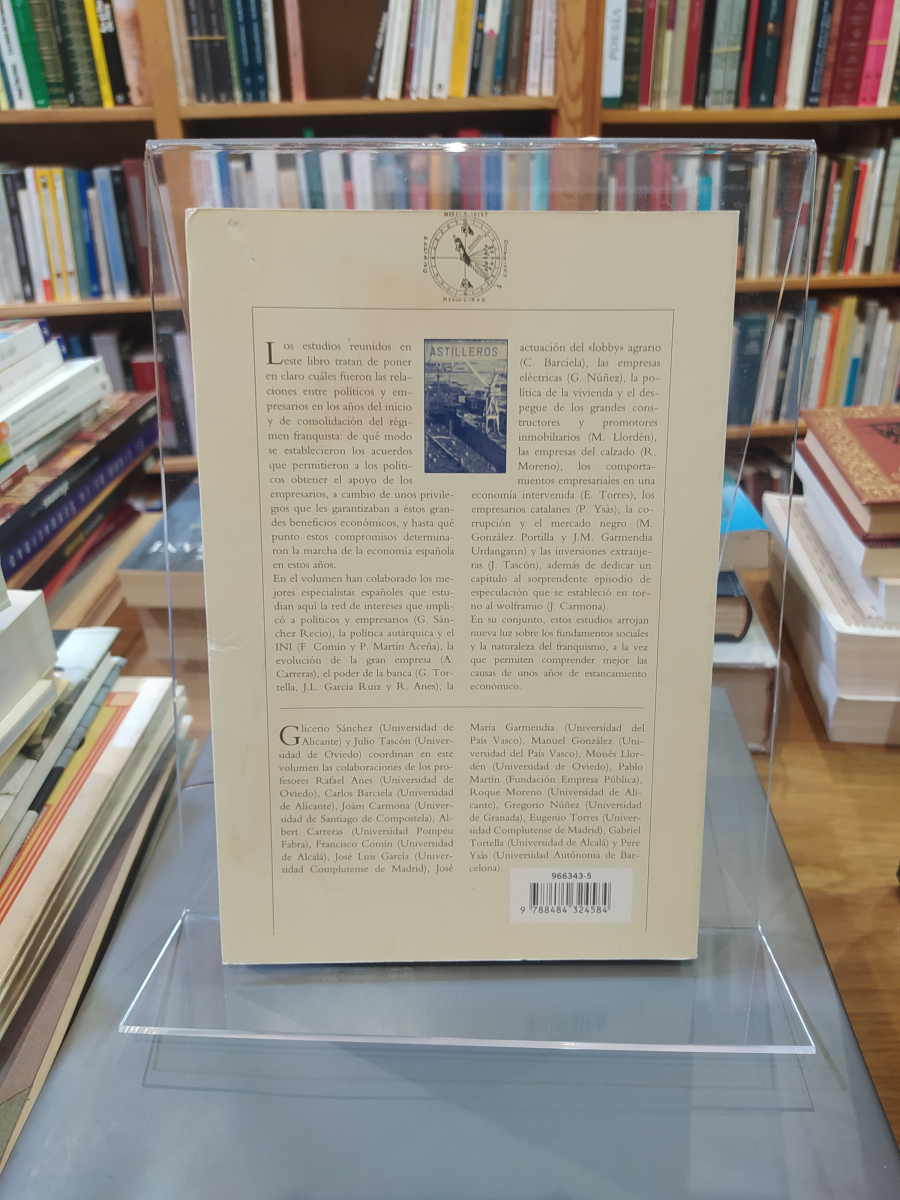 POESÍA
Los estudios reunidos en
este libro tratan de poner
en claro cuáles fueron las rela-
ciones entre políticos y em-
presarios en los años del inicio
y de consolidación del régi-
men franquista: de qué modo
se establecieron los acuerdos
que permitieron a los políti-
cos obtener el apoyo de los
empresarios, a cambio de unos privile-
gios que les garantizaban a éstos gran-
des beneficios económicos, y hasta qué
punto estos compromisos determina-
ron la marcha de la economía española
en estos años.
En el volumen han colaborado los me-
jores especialistas españoles que estu-
dian aquí la red de intereses que impli-
có a políticos y empresarios (G. Sán-
chez Recio), la política autárquica y el
INI (F. Comín y P. Martín Aceña), la
evolución de la gran empresa (A.
Carreras), el poder de la banca (G. Tor-
tella, J.L. García Ruiz y R. Anes), la
ASTILLEROS
actuación del «lobby» agrario
(C. Barciela), las empresas
eléctricas (G. Núñez), la po-
lítica de la vivienda y el des-
pegue de los grandes cons-
tructores y promotores
inmobiliarios (M. Llordén),
las empresas del calzado (R.
Moreno), los comporta-
mientos empresariales en una
economía intervenida (E. Torres), los
empresarios catalanes (P. Ysàs), la co-
rrupción y el mercado negro (M.
González Portilla y J.M. Garmendia
Urdangarín) y las inversiones extranje-
ras (J. Tascón), además de dedicar un
capítulo al sorprendente episodio de
especulación que se estableció en tor-
no al wolframio (J. Carmona).
En su conjunto, estos estudios arrojan
nueva luz sobre los fundamentos sociales
y la naturaleza del franquismo, a la vez
que permiten comprender mejor las
causas de unos años de estancamiento
económico.
Glicerio Sánchez (Universidad de
Alicante) y Julio Tascón (Univer-
sidad de Oviedo) coordinan en este
volumen las colaboraciones de los pro-
fesores Rafael Anes (Universidad de
Oviedo), Carlos Barciela (Universidad
de Alicante), Joám Carmona (Univer-
sidad de Santiago de Compostela), Al-
bert Carreras (Universidad Pompeu
Fabra), Francisco Comín (Universidad
de Alcalá), José Luis García (Univer-
sidad Complutense de Madrid), José
María Garmendia (Universidad del
País Vasco), Manuel González (Uni-
versidad del País Vasco), Moisés Llor-
dén (Universidad de Oviedo), Pablo
Martín (Fundación Empresa Pública),
Roque Moreno (Universidad de Ali-
cante), Gregorio Núñez (Universidad
de Granada), Eugenio Torres (Univer-
sidad Complutense de Madrid), Gabriel
Tortella (Universidad de Alcalá) y Pere
Ysàs (Universidad Autónoma de Bar-
celona).
966343-5
9 788484 324584